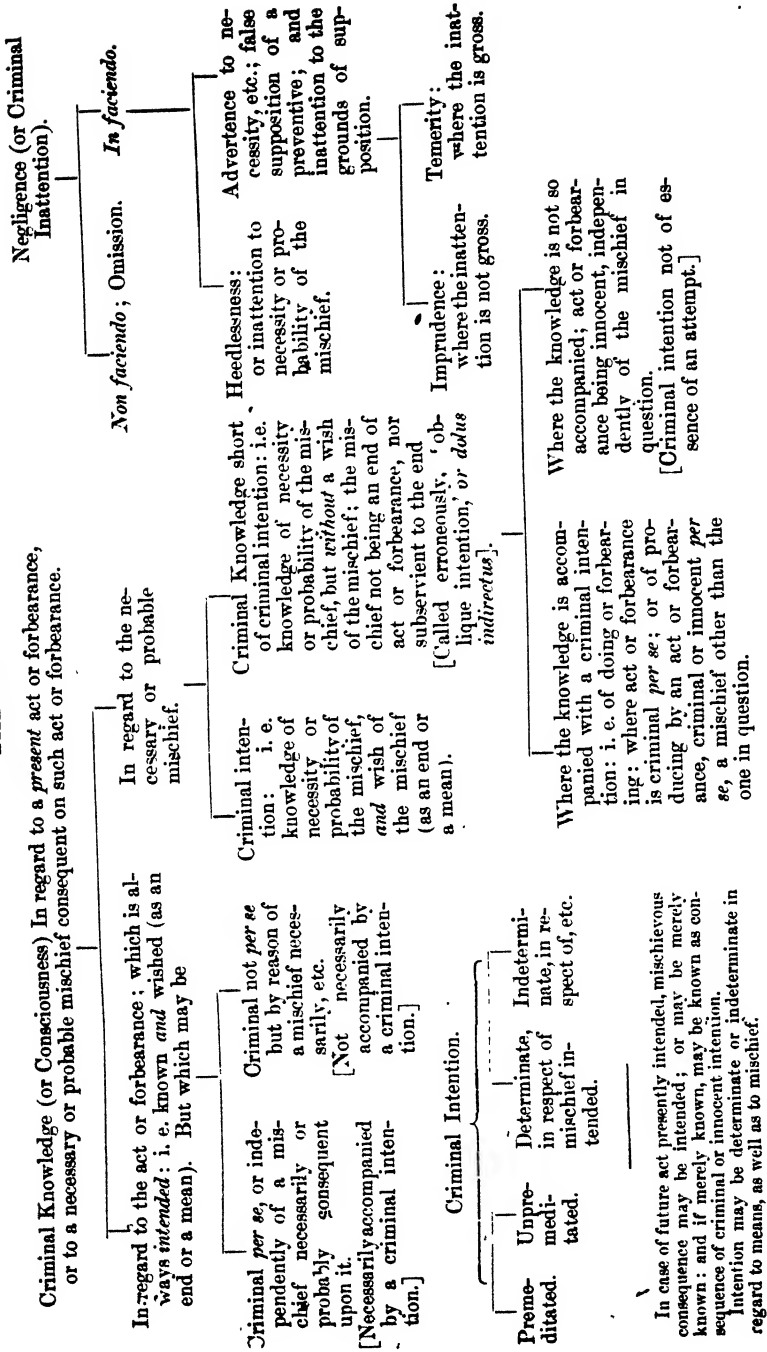 Criminal Knowledge (or Consciousness) In regard to a present act or forbearance,
or to a necessary or probable mischief consequent on such act or forbearance.
In regard to the act or forbearance; which is al-
ways intended: i. e. known and wished (as an
end or a mean). But which may be
Criminal per se, or inde-
pendently of a mis-
chief necessarily or
probably consequent
upon it.
[Necessarily accompanied
by a criminal inten-
tion.]
Criminal not per se
but by reason of
a mischief neces-
sarily, etc.
[Not necessarily
accompanied by
a criminal inten-
tion.]
In regard to the ne-
cessary or probable
mischief.
Criminal inten-
tion: i. e.
knowledge of
necessity or
probability of
the mischief,
and wish of
the mischief
(as an end or
a mean).
Criminal Knowledge short
of criminal intention: i.e.
knowledge of necessity
or probability of the mis-
chief, but without a wish
of the mischief; the mis-
chief not being an end of
act or forbearance, nor
subservient to the end
[Called erroneously, 'ob-
lique intention,' or dolus
indirectus].
Where the knowledge is accom-
panied with a criminal inten-
tion: i. e. of doing or forbear-
ing: where act or forbearance
is criminal per se; or of pro-
ducing by an act or forbear-
ance, criminal or innocent per
se, a mischief other than the
one in question.
Where the knowledge is not so
accompanied; act or forbear-
ance being innocent, indepen-
dently of the mischief in
question.
[Criminal intention not of es-
sence of an attempt.]
Negligence (or Criminal
Inattention).
Non faciendo; Omission.
In faciendo.
Heedlessness:
or inattention to
necessity or pro-
bability of the
mischief.
Advertence to ne-
cessity, etc.; false
supposition of a
preventive; and
inattention to the
grounds of sup-
position.
Imprudence:
where the inatten-
tion is not gross.
Temerity:
where the inat-
tention is gross.
Criminal Intention.
Preme-
ditated.
Unpre-
medi-
tated.
Determinate,
in respect of
mischief in-
tended.
Indetermi-
nate, in re-
spect of, etc.
In case of future act presently intended, mischievous
consequence may be intended; or may be merely
known: and if merely known, may be known as con-
sequence of criminal or innocent intention.
Intention may be determinate or indeterminate in
regard to means, as well as to mischief.